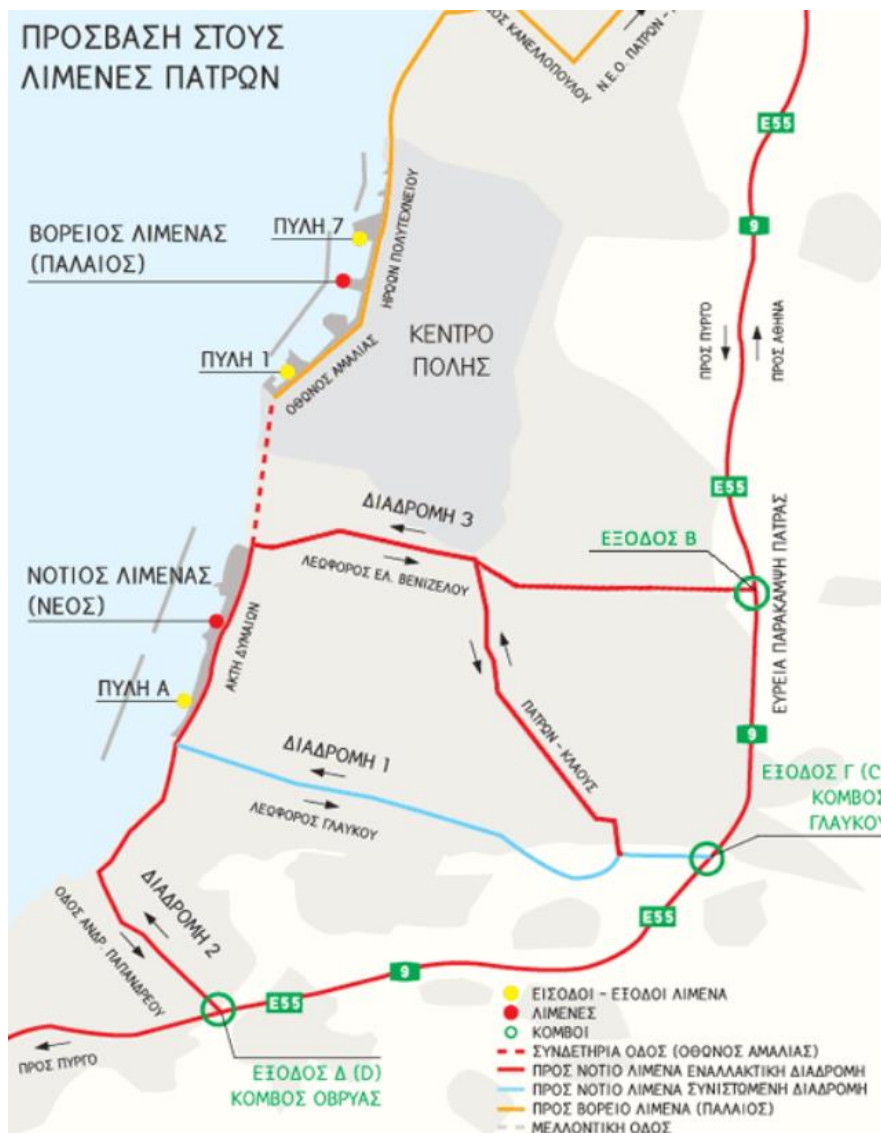 ΠΡΟΣΒΑΣΗ ΣΤΟΥΣ
ΛΙΜΕΝΕΣ ΠΑΤΡΩΝ
ΚΑΝΕΛΛΟΠΟΥΛΟΥ
Ν.Ε.Ο. ΠΑΤΡΩΝ -
E55
9
ΒΟΡΕΙΟΣ ΛΙΜΕΝΑΣ
(ΠΑΛΑΙΟΣ)
ΠΥΛΗ 7
ΗΡΩΩΝ ΠΟΛΥΤΕΧΝΕΙΟΥ
ΠΥΛΗ 1
ΟΘΩΝΟΣ ΑΜΑΛΙΑΣ
ΚΕΝΤΡΟ
ΠΟΛΗΣ
ΠΡΟΣ ΠΥΡΓΟ
ΠΡΟΣ ΑΘΗΝΑ
E55
ΔΙΑΔΡΟΜΗ 3
ΛΕΩΦΟΡΟΣ ΕΛ. ΒΕΝΙΖΕΛΟΥ
ΕΞΟΔΟΣ Β
ΕΥΡΕΙΑ ΠΑΡΑΚΑΜΨΗ ΠΑΤΡΑΣ
ΝΟΤΙΟΣ ΛΙΜΕΝΑΣ
(ΝΕΟΣ)
ΑΚΤΗ ΔΥΜΑΙΩΝ
ΠΥΛΗ Α
ΠΑΤΡΩΝ - ΚΛΑΟΥΣ
9
ΔΙΑΔΡΟΜΗ 1
ΛΕΩΦΟΡΟΣ ΓΛΑΥΚΟΥ
ΕΞΟΔΟΣ Γ (C
ΚΟΜΒΟΣ
ΓΛΑΥΚΟΥ
ΔΙΑΔΡΟΜΗ 2
ΟΔΟΣ ΑΝΔΡ. ΠΑΠΑΝΔΡΕΟΥ
E55
9
E55
ΠΡΟΣ ΠΥΡΓΟ
ΕΞΟΔΟΣ Δ (D)
ΚΟΜΒΟΣ ΟΒΡΥΑΣ
ΕΙΣΟΔΟΙ - ΕΞΟΔΟΙ ΛΙΜΕΝΑ
ΛΙΜΕΝΕΣ
ΚΟΜΒΟΙ
ΣΥΝΔΕΤΗΡΙΑ ΟΔΟΣ (ΟΘΩΝΟΣ ΑΜΑΛΙΑΣ)
ΠΡΟΣ ΝΟΤΙΟ ΛΙΜΕΝΑ ΕΝΑΛΛΑΚΤΙΚΗ ΔΙΑΔΡΟΜΗ
ΠΡΟΣ ΝΟΤΙΟ ΛΙΜΕΝΑ ΣΥΝΙΣΤΩΜΕΝΗ ΔΙΑΔΡΟΜΗ
ΠΡΟΣ ΒΟΡΕΙΟ ΛΙΜΕΝΑ (ΠΑΛΑΙΟΣ)
ΜΕΛΛΟΝΤΙΚΗ ΟΔΟΣ